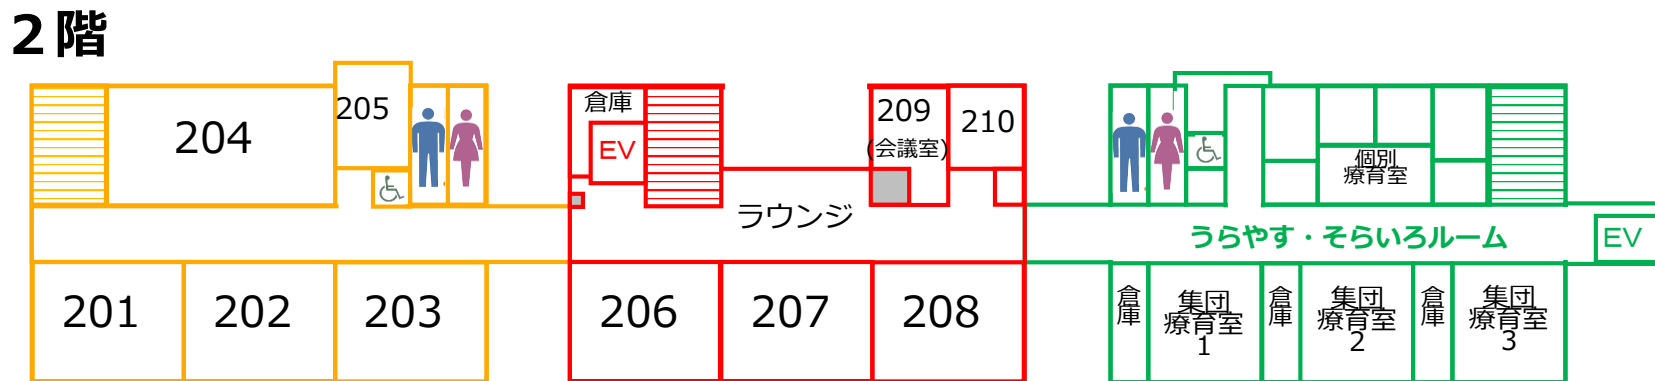 ２階
204
205
倉庫
EV
209
(会議室)
210
個別
療育室
ラウンジ
うらやす・そらいろルーム
EV
201
202
203
206
207
208
倉庫
集団
療育室
1
倉庫
集団
療育室
2
倉庫
集団
療育室
3